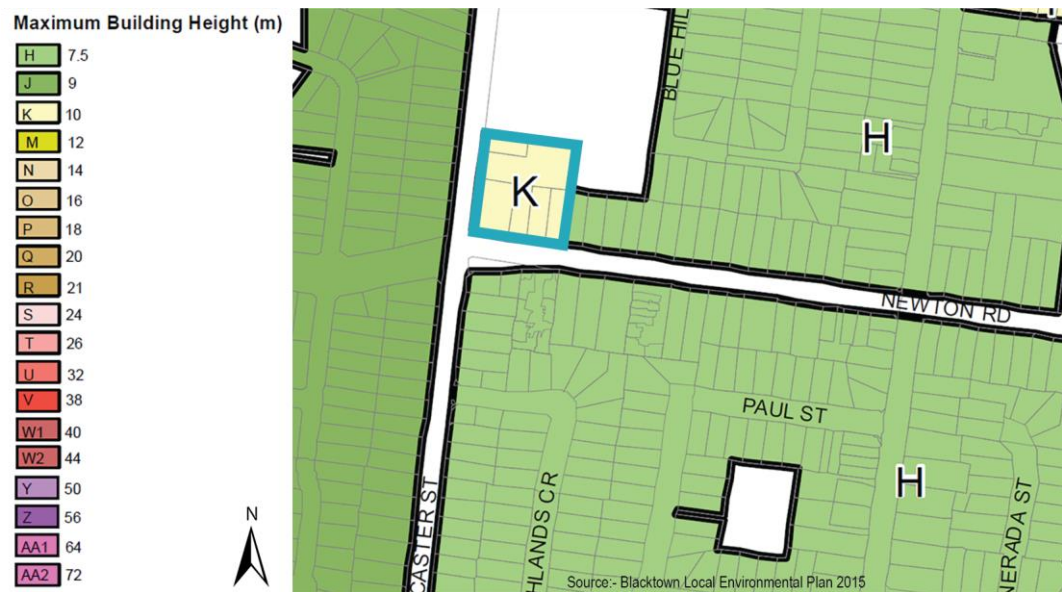 Maximum Building Height (m)
H 7.5
J 9
K 10
M 12
N 14
O 16
P 18
Q 20
R 21
S 24
T 26
U 32
V 38
W1 40
W2 44
Y 50
Z 56
AA1 64
AA2 72
N
BLUE HIL
H
K
NEWTON RD
PAUL ST
H
CASTER ST
HLANDS CR
NERADA ST
Source:- Blacktown Local Environmental Plan 2015